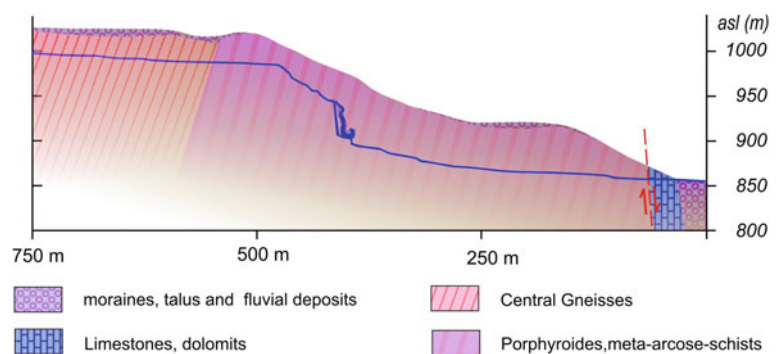 asl (m)
1000
950
900
850
800
750 m 500 m 250 m
moraines, talus and fluvial deposits
Central Gneisses
Limestones, dolomits
Porphyroides,meta-arcose-schists